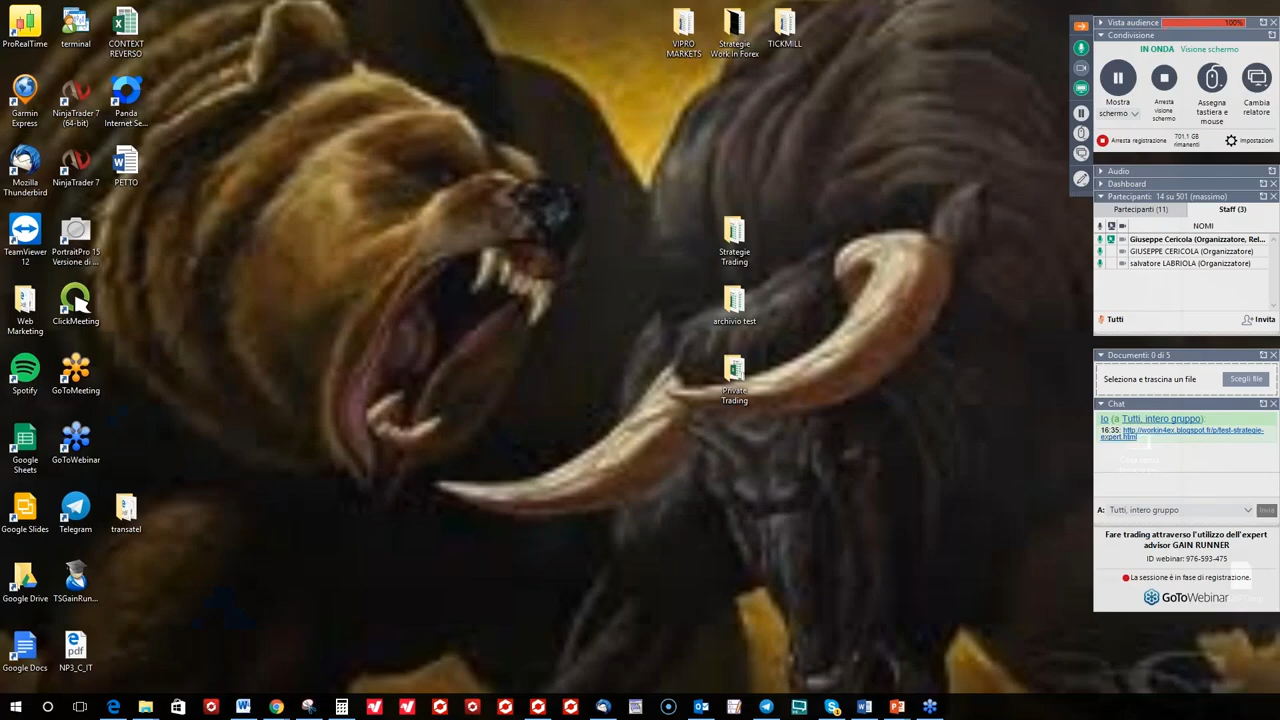 ProRealTime
terminal
CONTEXT
REVERSO
Garmin
Express
NinjaTrader 7
(64-bit)
Panda
Internet Se...
Mozilla
Thunderbird
NinjaTrader 7
PETTO
TeamViewer
12
PortraitPro 15
Versione di ...
Web
Marketing
ClickMeeting
Spotify
GoToMeeting
Google
Sheets
GoToWebinar
Google Slides
Telegram
transatel
Google Drive
TSGainRun...
Google Docs
NP3_C_IT
VIPRO
MARKETS
Strategie
Work In Forex
TICKMILL
Strategie
Trading
archivio test
Private
Trading
Vista audience
100%
Condivisione
IN ONDA Visione schermo
Mostra
schermo
Arresta
visione
schermo
Assegna
tastiera e
mouse
Cambia
relatore
Arresta registrazione
701,1 GB
rimanenti
Impostazioni
Audio
Dashboard
Partecipanti: 14 su 501 (massimo)
Partecipanti (11)
Staff (3)
NOMI
Giuseppe Cericola (Organizzatore, Rel...
GIUSEPPE CERICOLA (Organizzatore)
salvatore LABRIOLA (Organizzatore)
Tutti
Invita
Documenti: 0 di 5
Seleziona e trascina un file
Scegli file
Chat
Io (a Tutti, intero gruppo):
16:35: http://workin4ex.blogspot.fr/p/test-strategie-
expert.html
A: Tutti, intero gruppo
Invia
Fare trading attraverso l'utilizzo dell'expert
advisor GAIN RUNNER
ID webinar: 976-593-475
La sessione è in fase di registrazione.
GoToWebinar